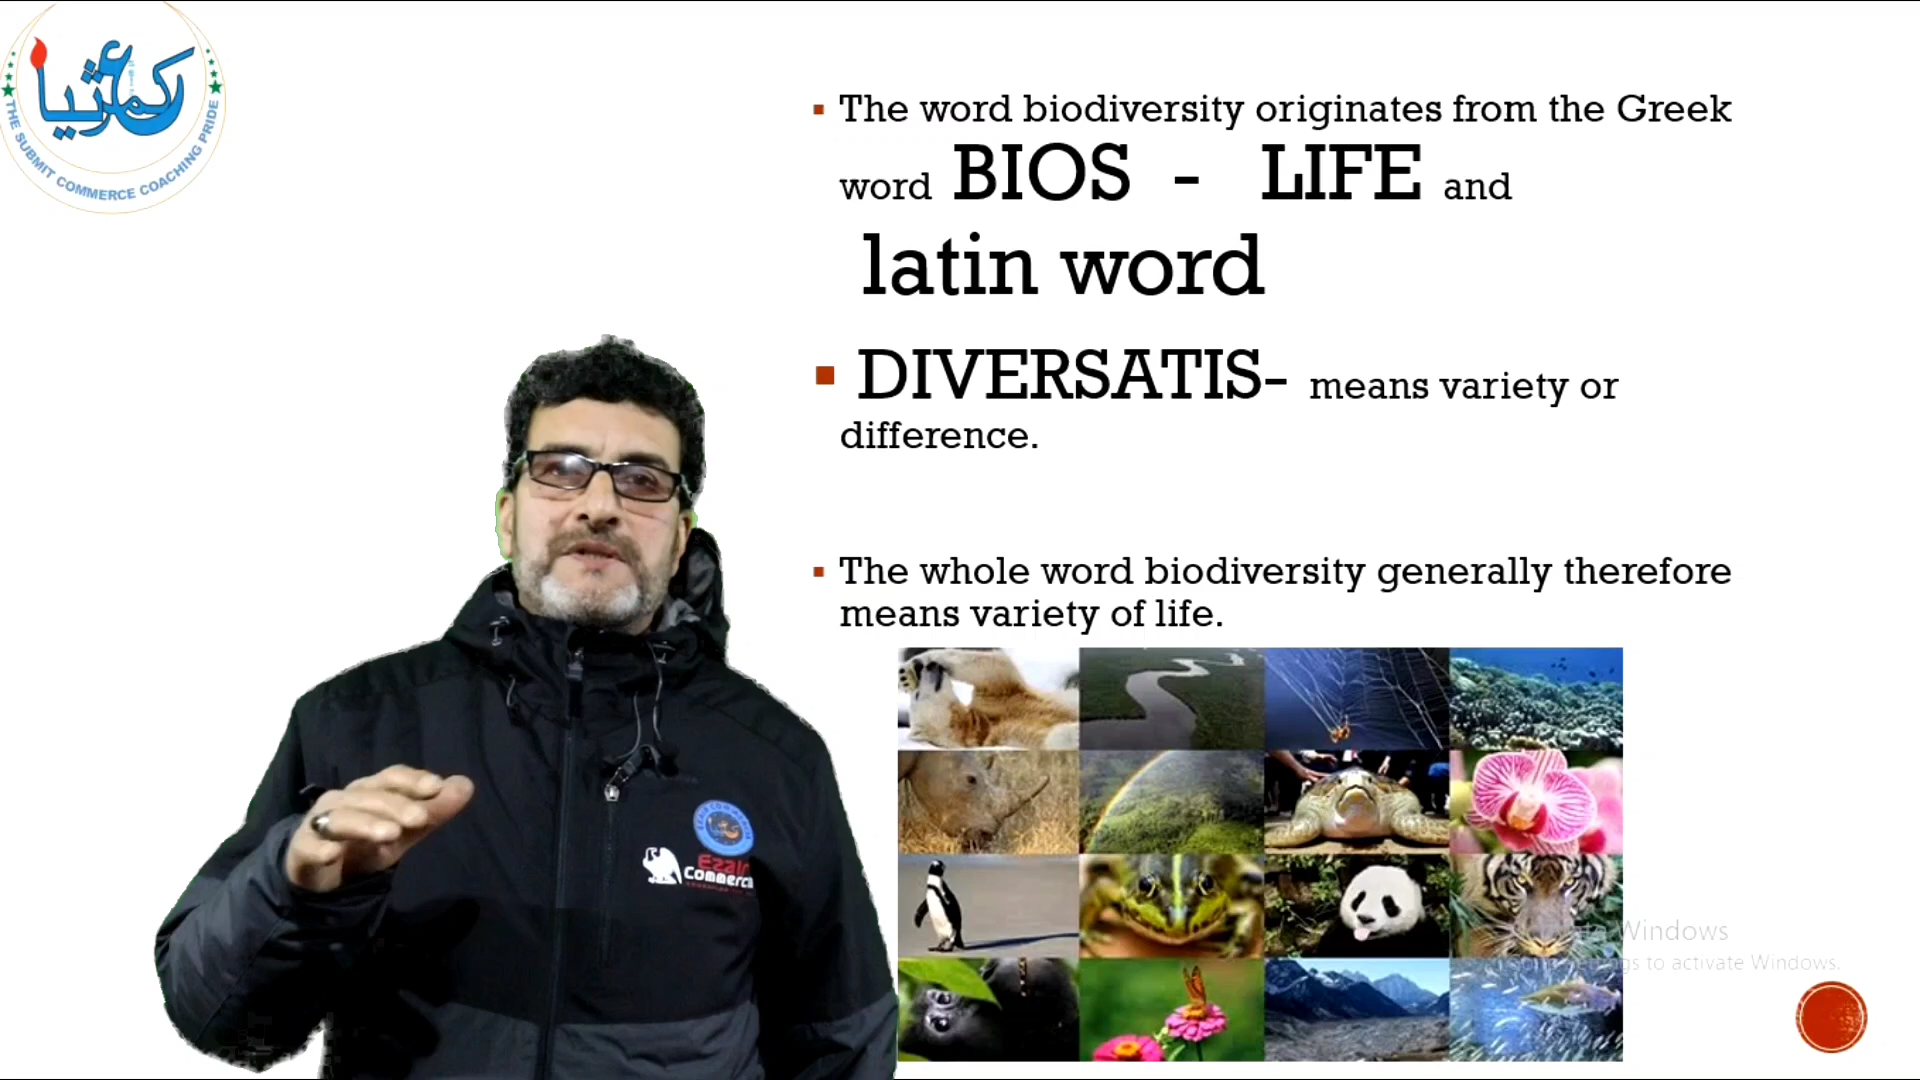 THE SUBMIT COMMERCE COACHING PRIDE
The word biodiversity originates from the Greek
word BIOS - LIFE and
latin word
DIVERSATIS- means variety or
difference.
The whole word biodiversity generally therefore
means variety of life.
Commerce
Windows
to activate Windows.